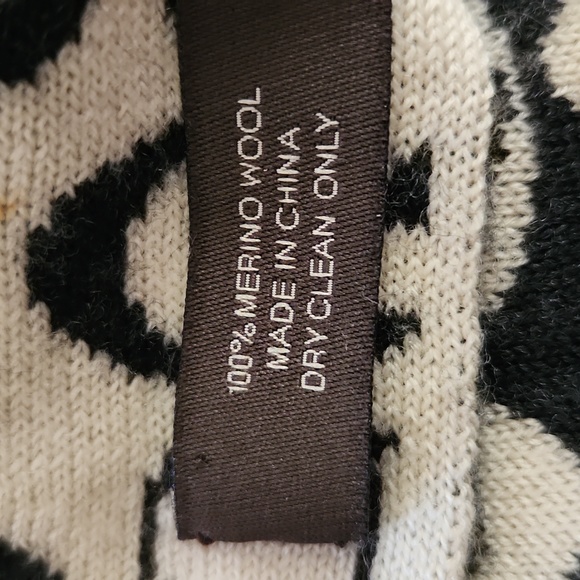 100% MERINO WOOL
MADE IN CHINA
DRY CLEAN ONLY